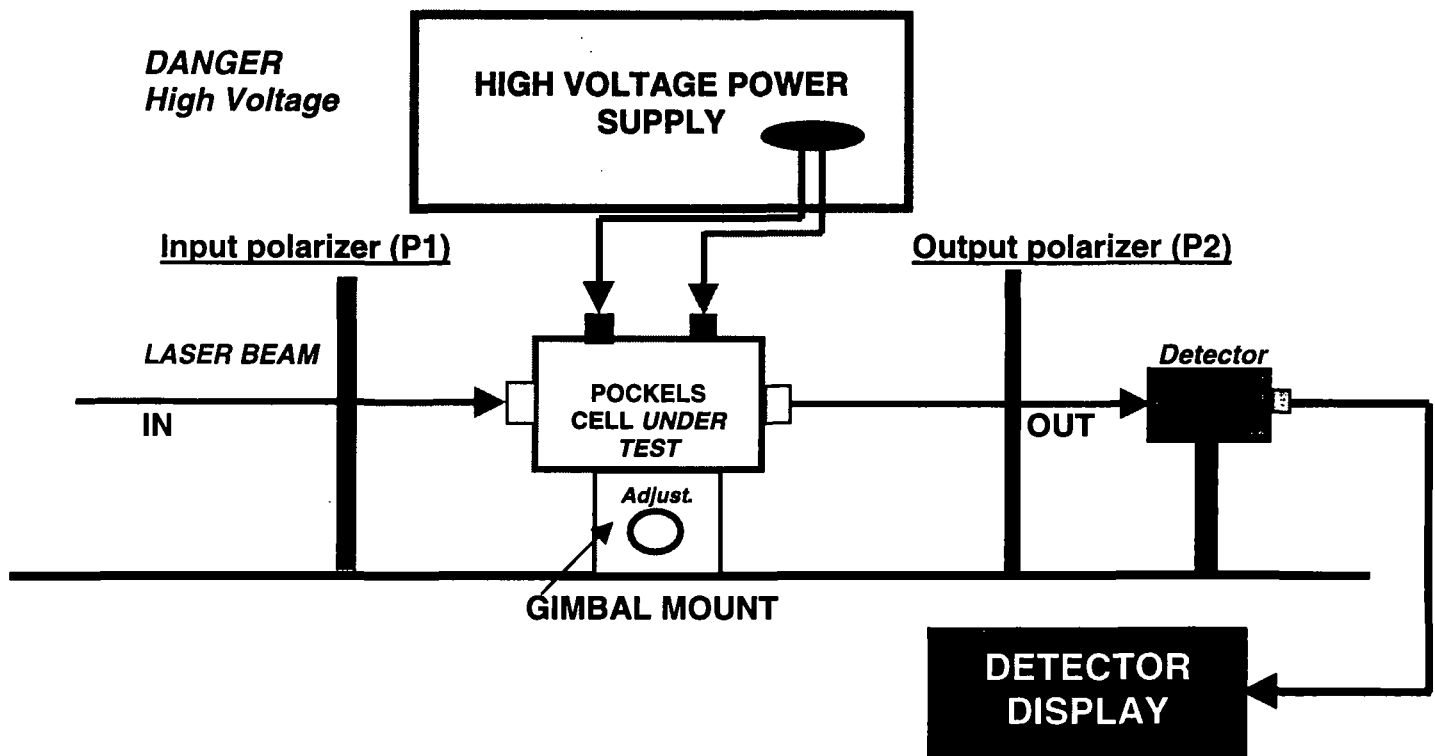 DANGER
High Voltage
HIGH VOLTAGE POWER
SUPPLY
Input polarizer (P1)
Output polarizer (P2)
LASER BEAM
IN
POCKELS
CELL UNDER
TEST
OUT
Detector
Adjust.
GIMBAL MOUNT
DETECTOR
DISPLAY